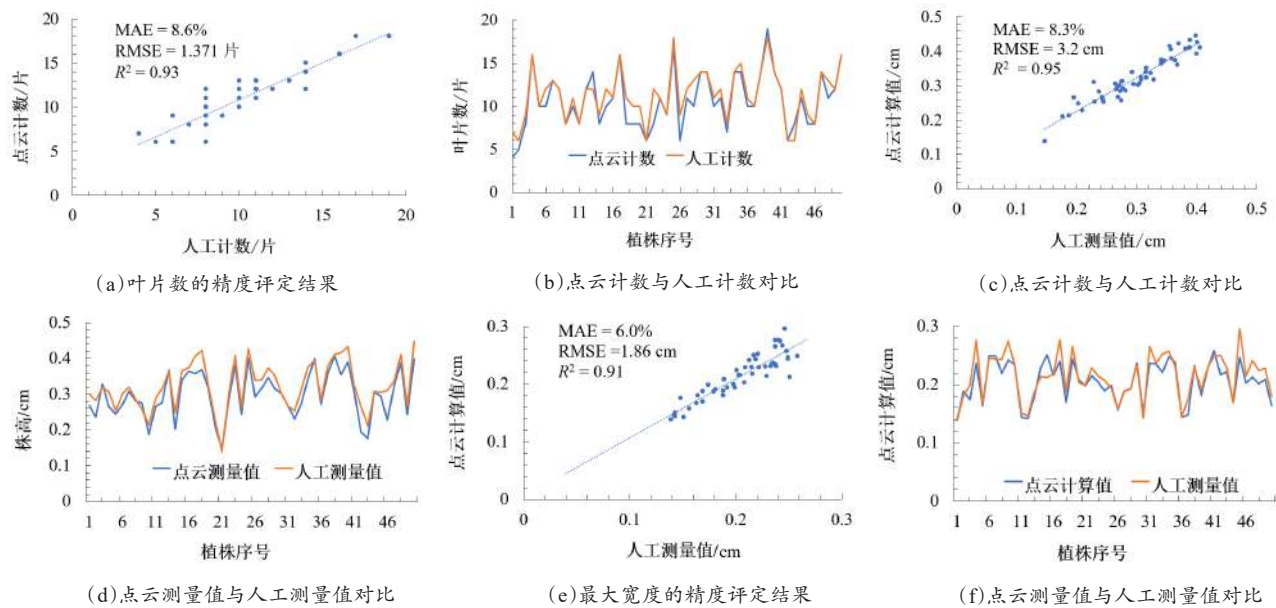 20
15
10
5
0
点云计数/片
MAE = 8.6%
RMSE = 1.371 片
R² = 0.93
0 5 10 15 20
人工计数/片
(a)叶片数的精度评定结果
20
15
10
5
0
叶片数/片
点云计数 人工计数
1 6 11 16 21 26 31 36 41 46
植株序号
(b)点云计数与人工计数对比
0.5
0.4
0.3
0.2
0.1
0
点云计算值/cm
MAE = 8.3%
RMSE = 3.2 cm
R² = 0.95
0 0.1 0.2 0.3 0.4 0.5
人工测量值/cm
(c)点云计数与人工计数对比
0.5
0.4
0.3
0.2
0.1
0
株高/cm
点云测量值 人工测量值
1 6 11 16 21 26 31 36 41 46
植株序号
(d)点云测量值与人工测量值对比
0.3
0.2
0.1
0
点云计算值/cm
MAE = 6.0%
RMSE =1.86 cm
R² = 0.91
0 0.1 0.2 0.3
人工测量值/cm
(e)最大宽度的精度评定结果
0.3
0.2
0.1
0
点云计算值/cm
点云计算值 人工测量值
1 6 11 16 21 26 31 36 41 46
植株序号
(f)点云测量值与人工测量值对比